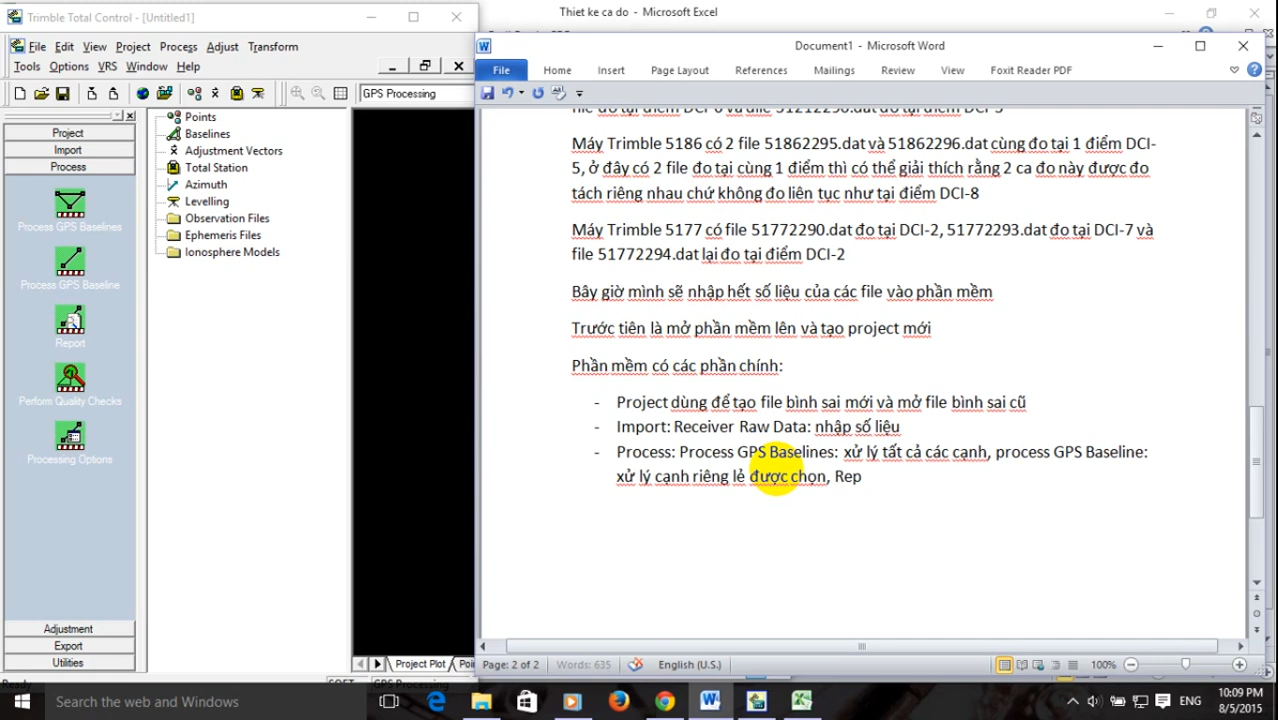 Trimble Total Control - [Untitled1]
File Edit View Project Process Adjust Transform
Tools Options VRS Window Help
GPS Processing
Project
Import
Process
Process GPS Baselines
Process GPS Baseline
Report
Perform Quality Checks
Processing Options
Adjustment
Export
Utilities
Points
Baselines
Adjustment Vectors
Total Station
Azimuth
Levelling
Observation Files
Ephemeris Files
Ionosphere Models
Project Plot
Thiet ke ca do - Microsoft Excel
Document1 - Microsoft Word
File Home Insert Page Layout References Mailings Review View Foxit Reader PDF
Máy Trimble 5186 có 2 file 51862295.dat và 51862296.dat cùng đo tại 1 điểm DCI-
5, ở đây có 2 file đo tại cùng 1 điểm thì có thể giải thích rằng 2 ca đo này được đo
tách riêng nhau chứ không đo liên tục như tại điểm DCI-8
Máy Trimble 5177 có file 51772290.dat đo tại DCI-2, 51772293.dat đo tại DCI-7 và
file 51772294.dat lại đo tại điểm DCI-2
Bây giờ mình sẽ nhập hết số liệu của các file vào phần mềm
Trước tiên là mở phần mềm lên và tạo project mới
Phần mềm có các phần chính:
- Project dùng để tạo file bình sai mới và mở file bình sai cũ
- Import: Receiver Raw Data: nhập số liệu
- Process: Process GPS Baselines: xử lý tất cả các cạnh, process GPS Baseline:
xử lý cạnh riêng lẻ được chọn, Rep
Page: 2 of 2 Words: 635 English (U.S.) 100%
Search the web and Windows
ENG
10:09 PM
8/5/2015